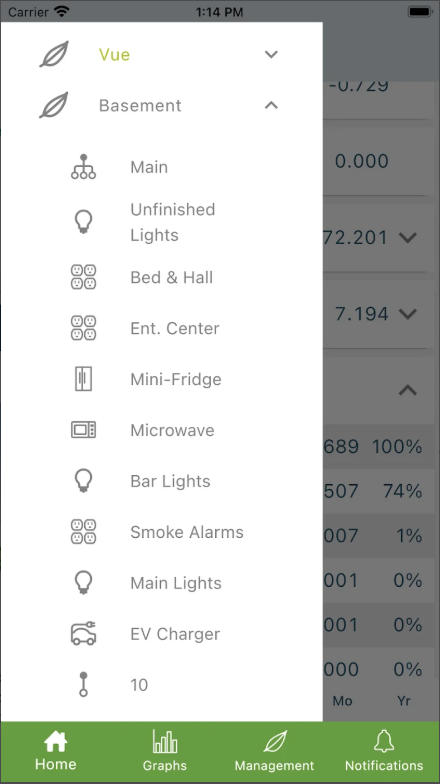 Carrier 1:14 PM
Vue
-0.729
Basement
0.000
Main
Unfinished
Lights
72.201
Bed & Hall
7.194
Ent. Center
Mini-Fridge
Microwave
689 100%
Bar Lights
507 74%
Smoke Alarms
007 1%
Main Lights
001 0%
EV Charger
001 0%
10
000 0%
Mo Yr
Home Graphs Management Notifications